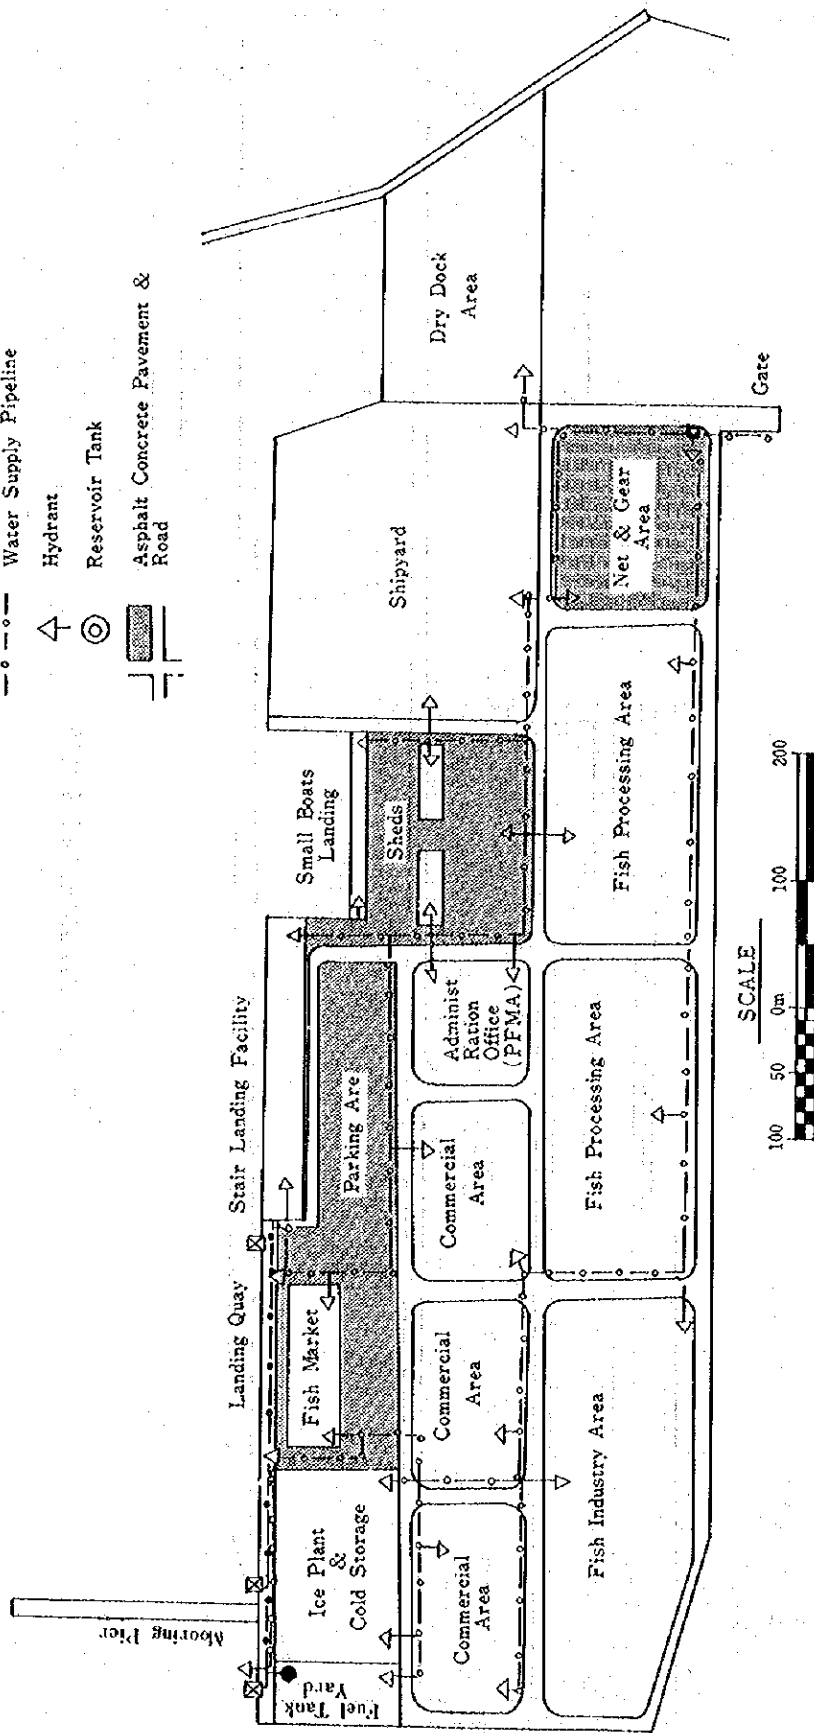 Water Supply Pipeline
Hydrant
Reservoir Tank
Asphalt Concrete Pavement &
Road
Mooring Pier
Landing Quay
Stair Landing Facility
Small Boats
Landing
Shipyard
Dry Dock
Area
Fuel Tank
Yard
Ice Plant
&
Cold Storage
Fish Market
Parking Are
Sheds
Commercial
Area
Commercial
Area
Commercial
Area
Administ
Ration
Office
(PFMA)
Fish Industry Area
Fish Processing Area
Fish Processing Area
Net & Gear
Area
Gate
SCALE
100 50 0m 100 200